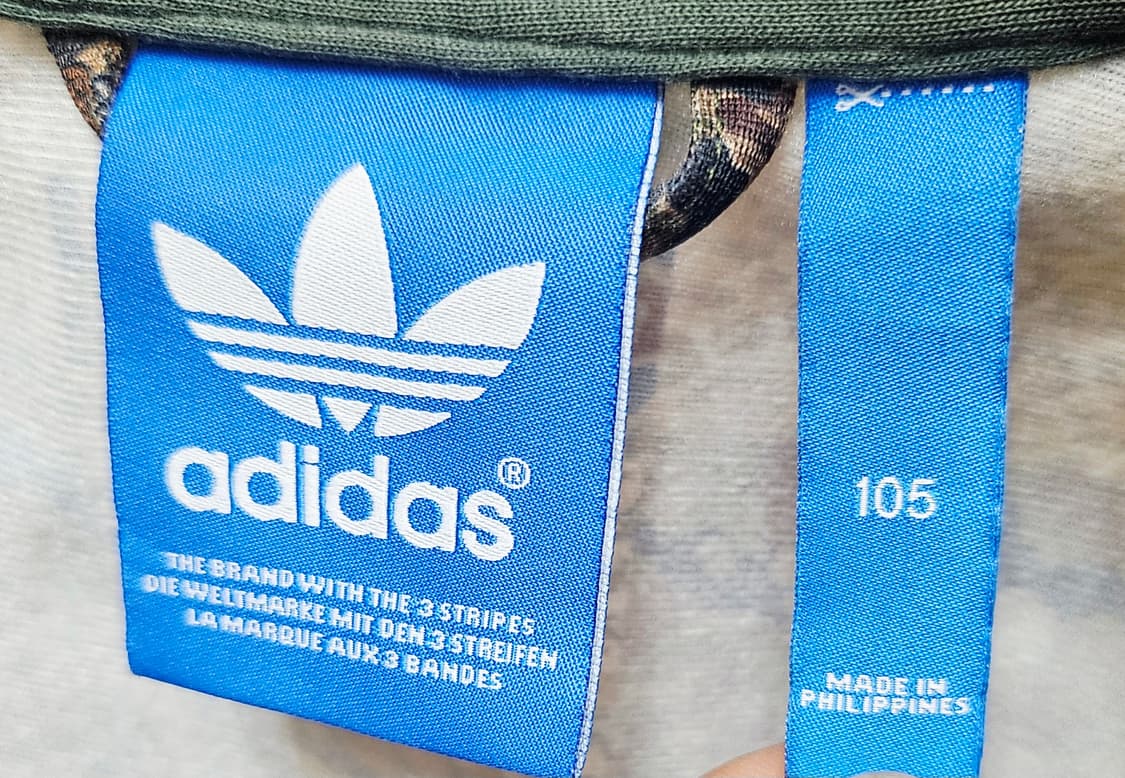 adidas®
THE BRAND WITH THE 3 STRIPES
DIE WELTMARKE MIT DEN 3 STREIFEN
LA MARQUE AUX 3 BANDES
105
MADE IN
PHILIPPINES